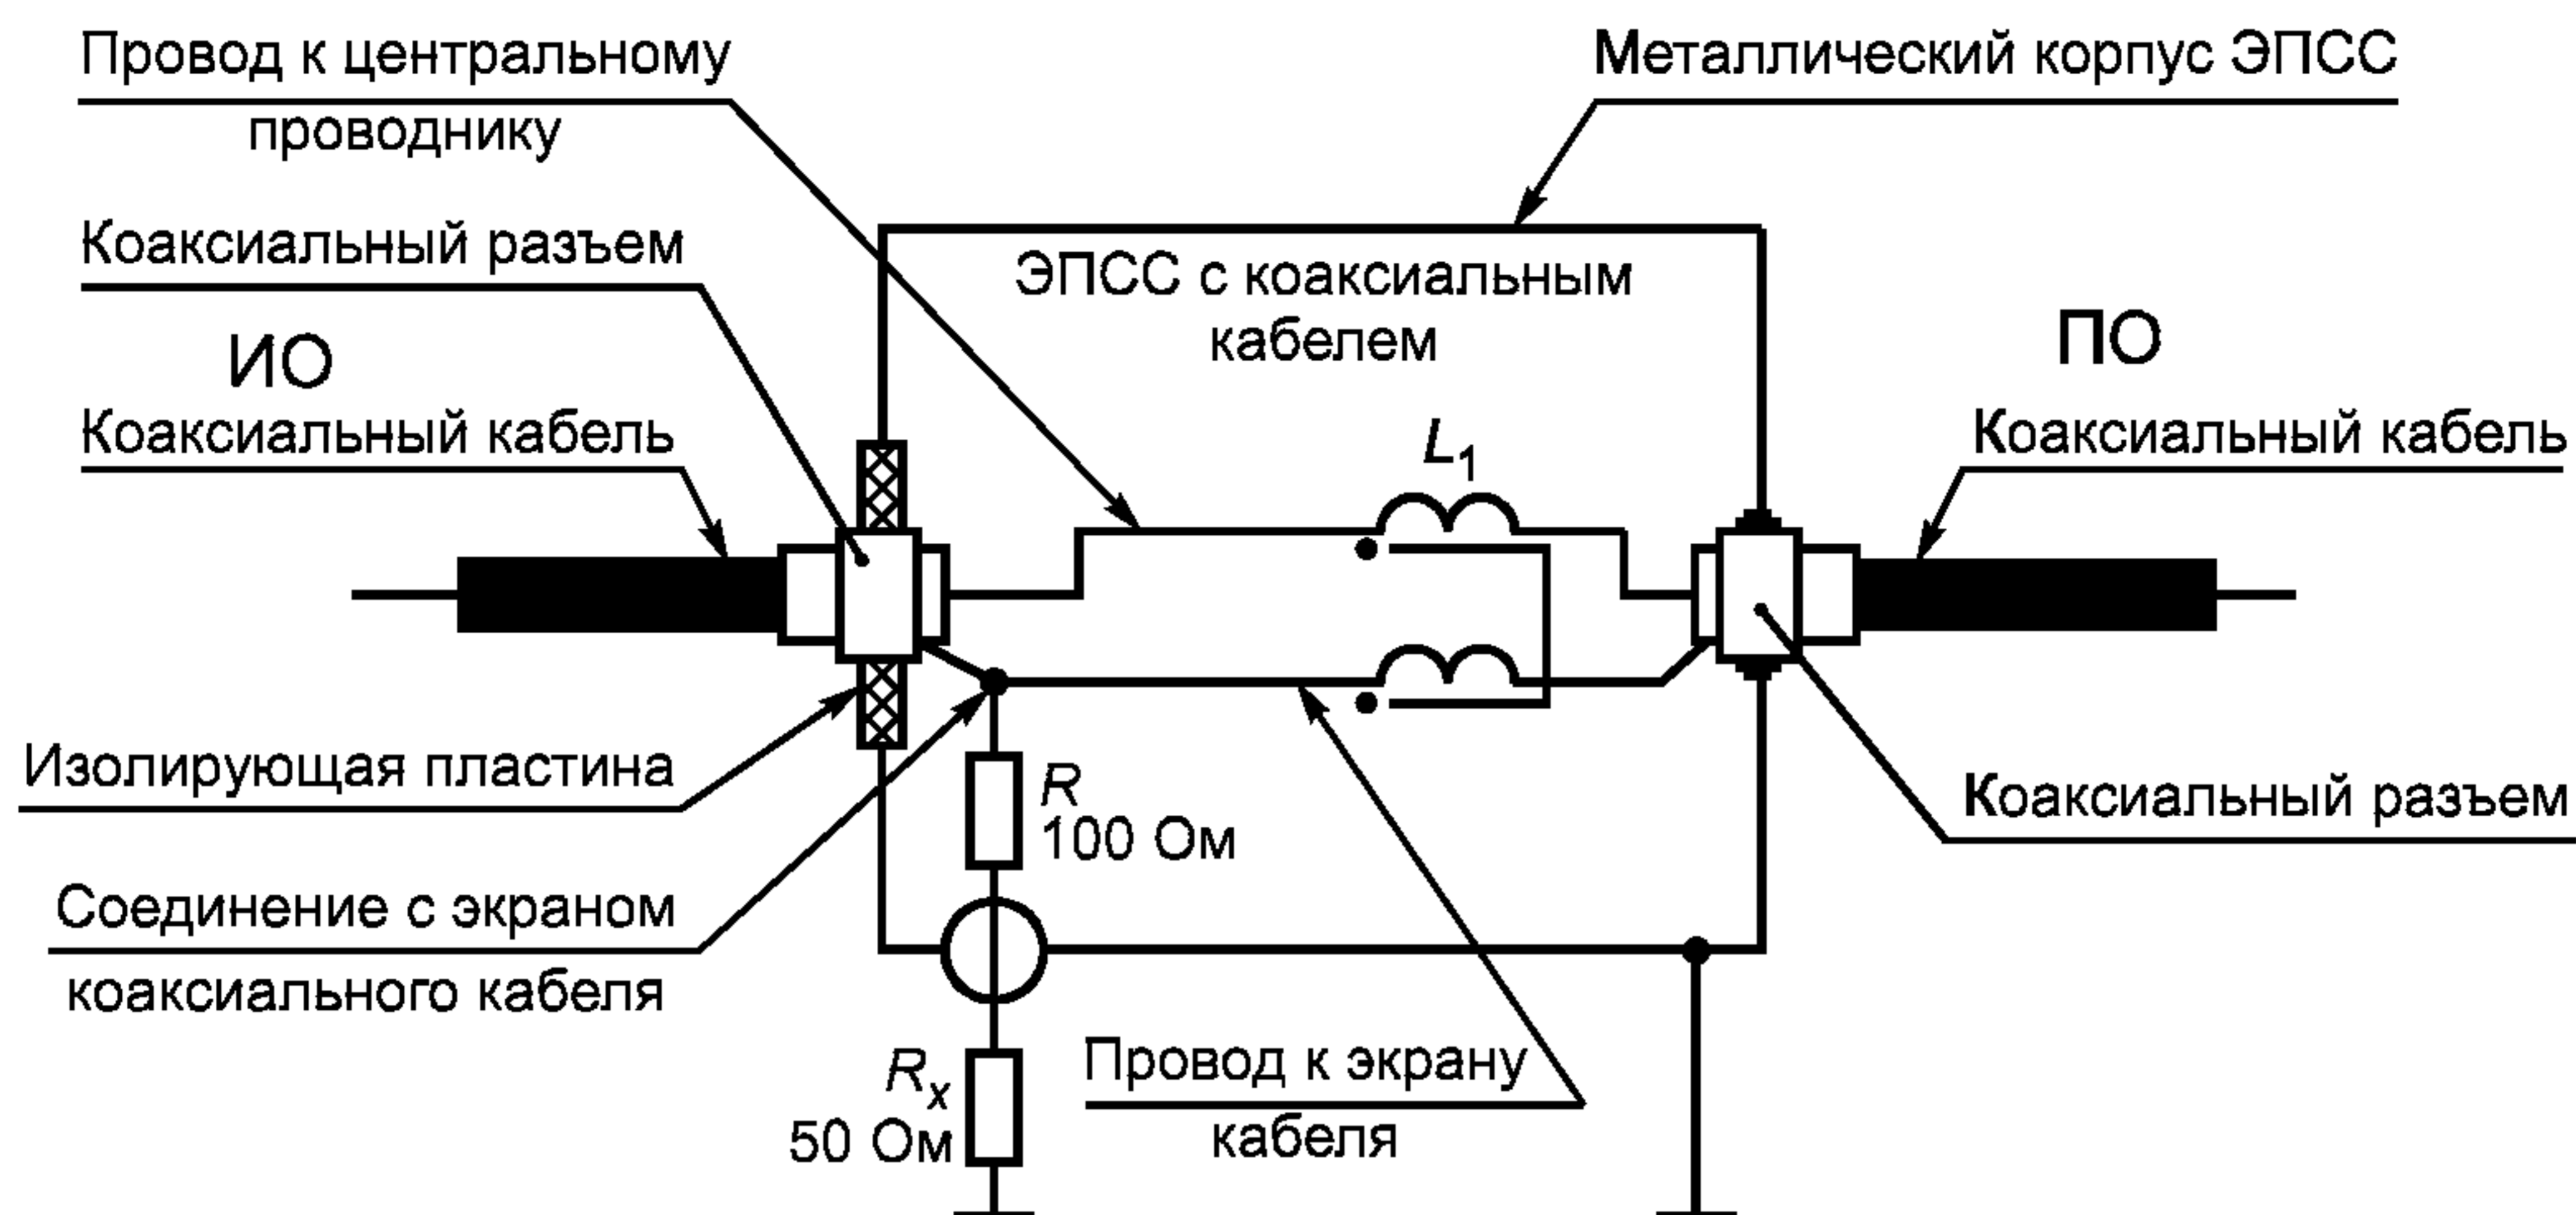 Провод к центральному
проводнику
Металлический корпус ЭПСС
Коаксиальный разъем
ЭПСС с коаксиальным
кабелем
ИО
ПО
Коаксиальный кабель
L1
Коаксиальный кабель
Изолирующая пластина
R
100 Ом
Коаксиальный разъем
Соединение с экраном
коаксиального кабеля
Rx
50 Ом
Провод к экрану
кабеля